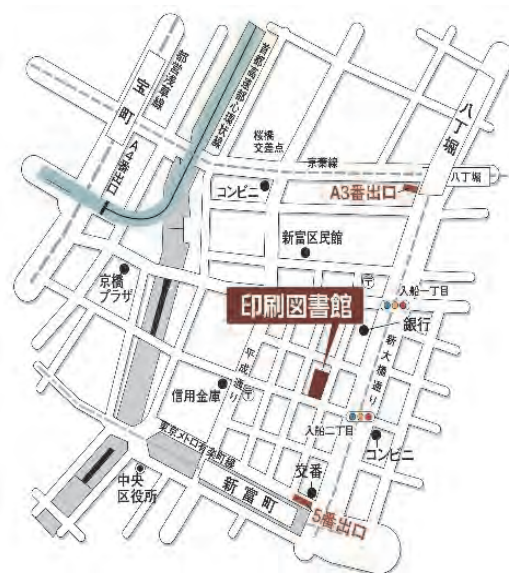 都営浅草線
宝町
A4番出口
首都高速都心環状線
桜橋
交差点
京葉線
八丁堀
八丁堀
A3番出口
コンビニ
新富区民館
京橋
プラザ
〒
入船一丁目
印刷図書館
銀行
新大橋通り
平成通り
〒
信用金庫
入船二丁目
コンビニ
東京メトロ有楽町線
交番
中央
区役所
新富町
5番出口